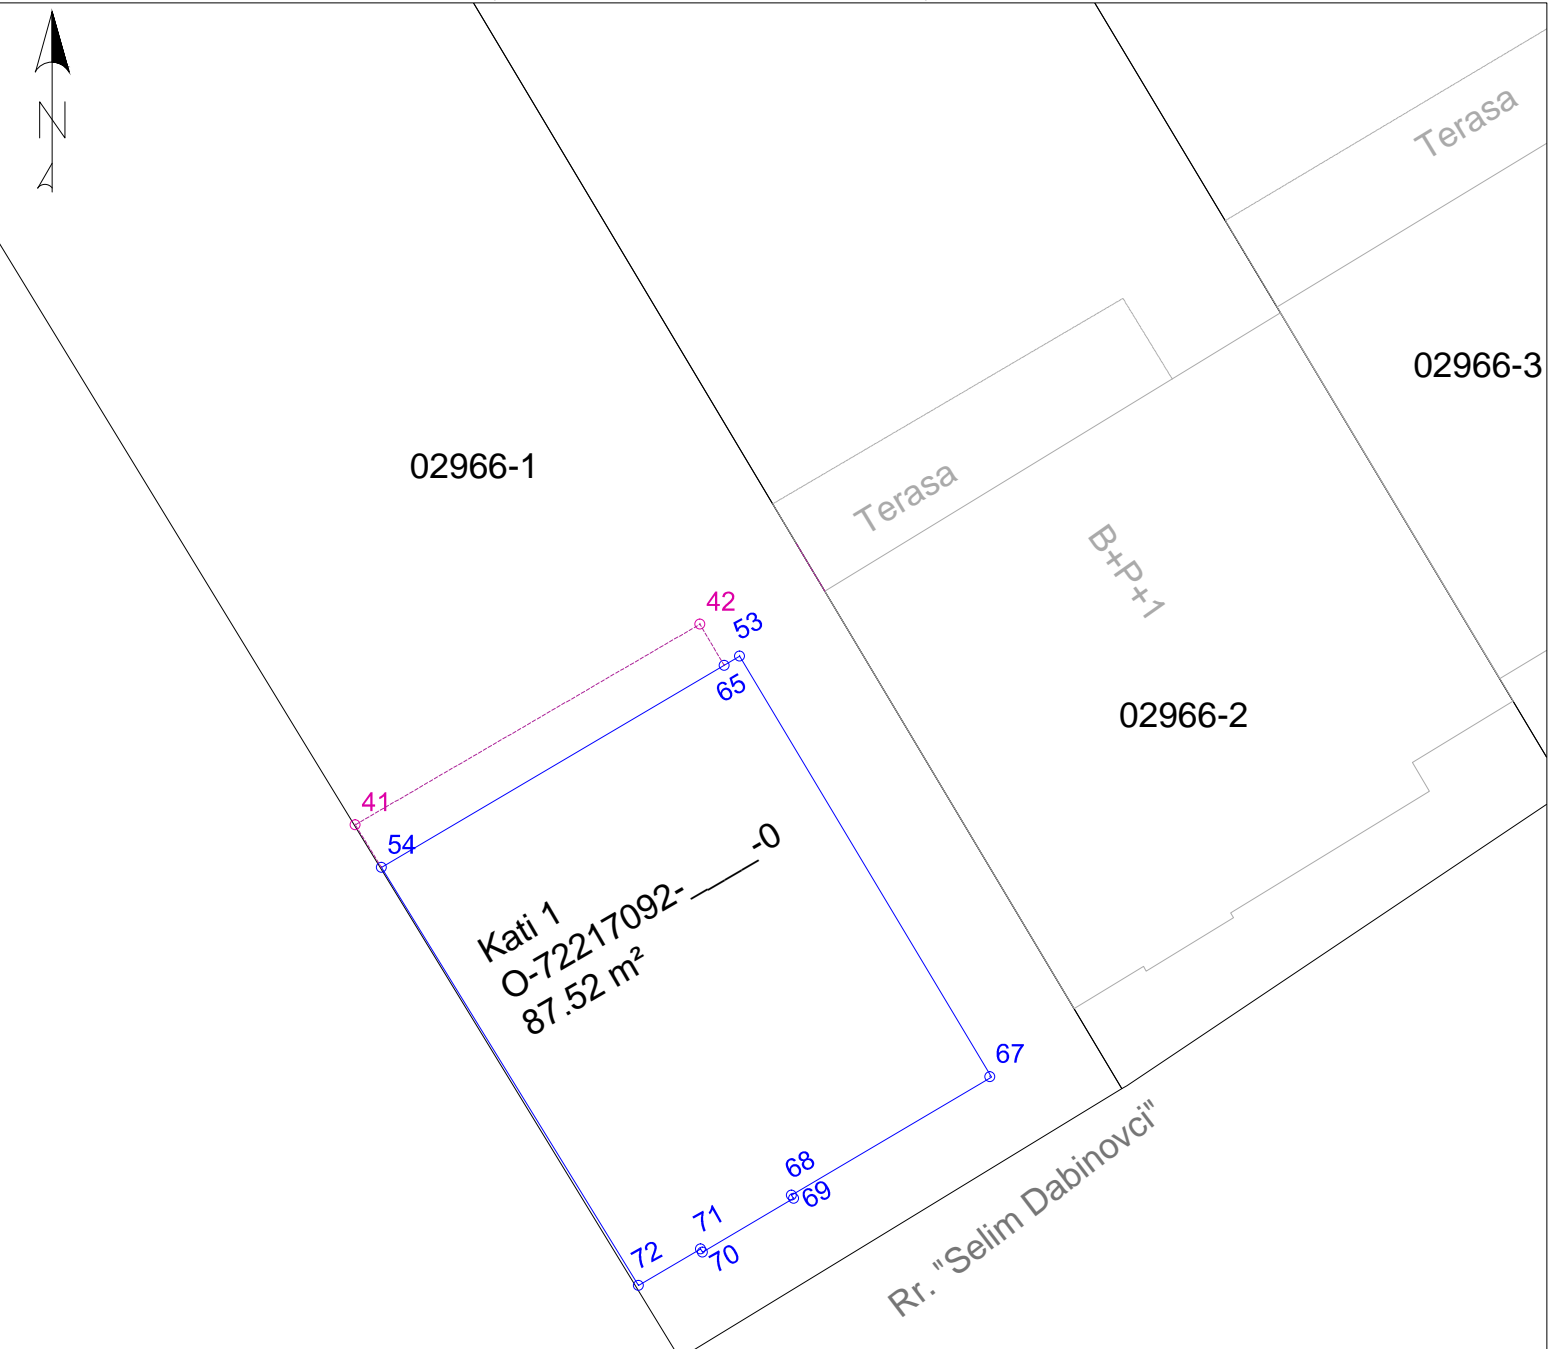 N
Terasa
02966-3
02966-1
Terasa
B+P+1
42
53
65
02966-2
41
54
Kati 1
O-72217092-_____-0
87.52 m²
67
68
69
71
70
72
Rr. "Selim Dabinovci"